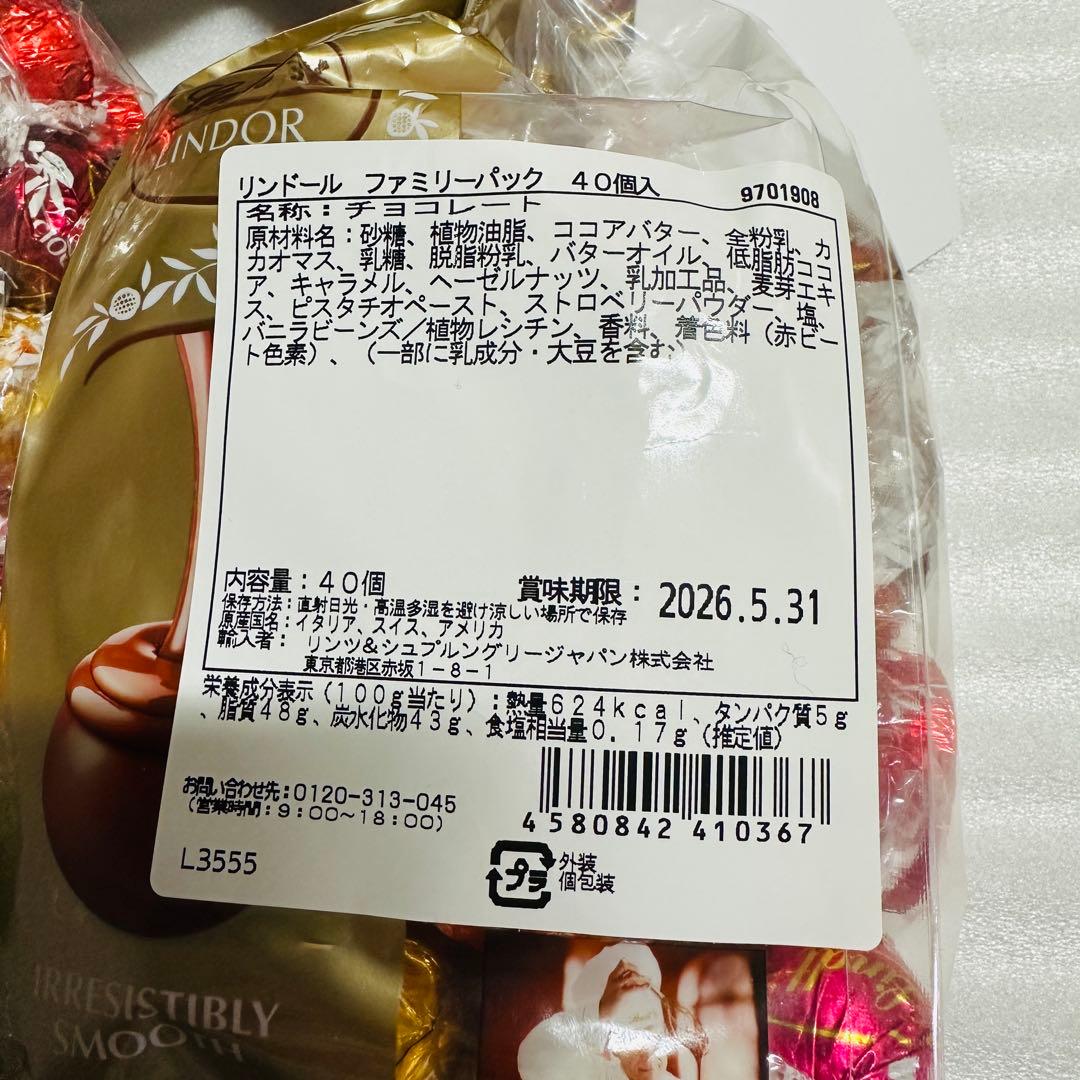 LINDOR
リンドール ファミリーパック 40個入 9701908
名称：チョコレート
原材料名：砂糖、植物油脂、ココアバター、全粉乳、カ
カオマス、乳糖、脱脂粉乳、バターオイル、低脂肪ココ
ア、キャラメル、ヘーゼルナッツ、乳加工品、麦芽エキ
ス、ピスタチオペースト、ストロベリーパウダー、塩、
バニラビーンズ／植物レシチン、香料、着色料（赤ビー
ト色素）、（一部に乳成分・大豆を含む）
内容量：40個 賞味期限：2026.5.31
保存方法：直射日光・高温多湿を避け涼しい場所で保存
原産国名：イタリア、スイス、アメリカ
輸入者： リンツ＆シュプルングリージャパン株式会社
東京都港区赤坂1-8-1
栄養成分表示（100g当たり）：熱量624kcal、タンパク質5g
、脂質48g、炭水化物43g、食塩相当量0.17g（推定値）
お問い合わせ先：0120-313-045
（営業時間：9：00～18：00）
4 580842 410367
L3555
プラ 外装
個包装
IRRESISTIBLY
SMOOTH